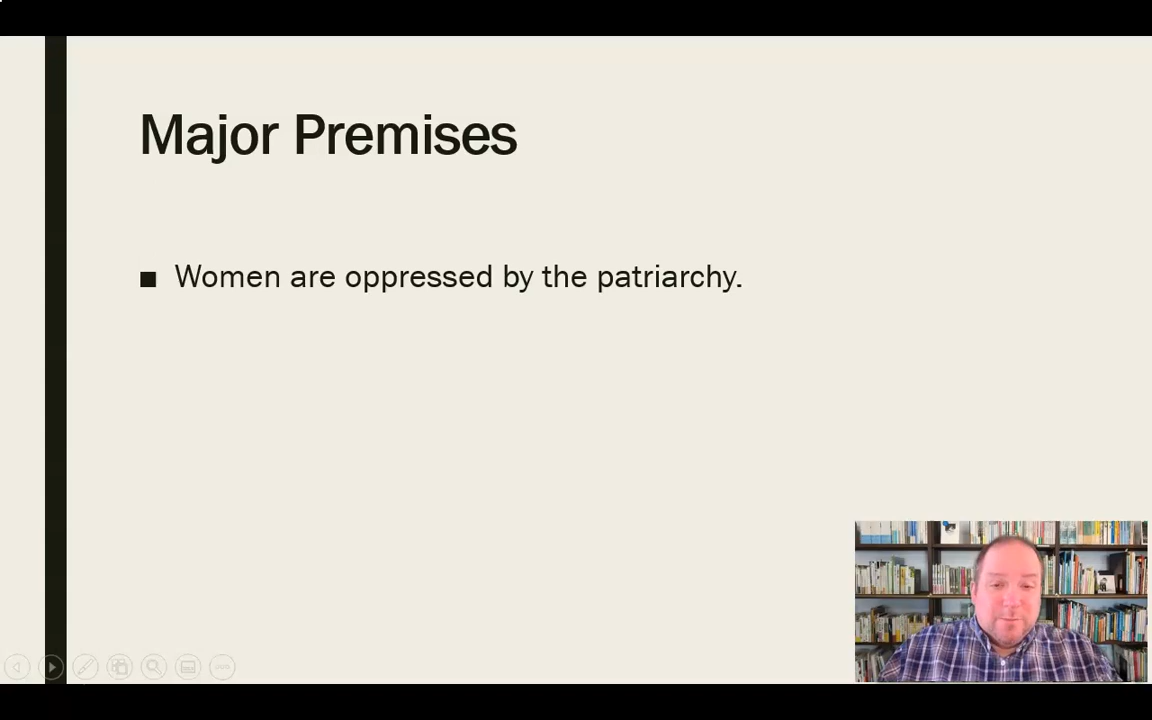 Major Premises
■ Women are oppressed by the patriarchy.